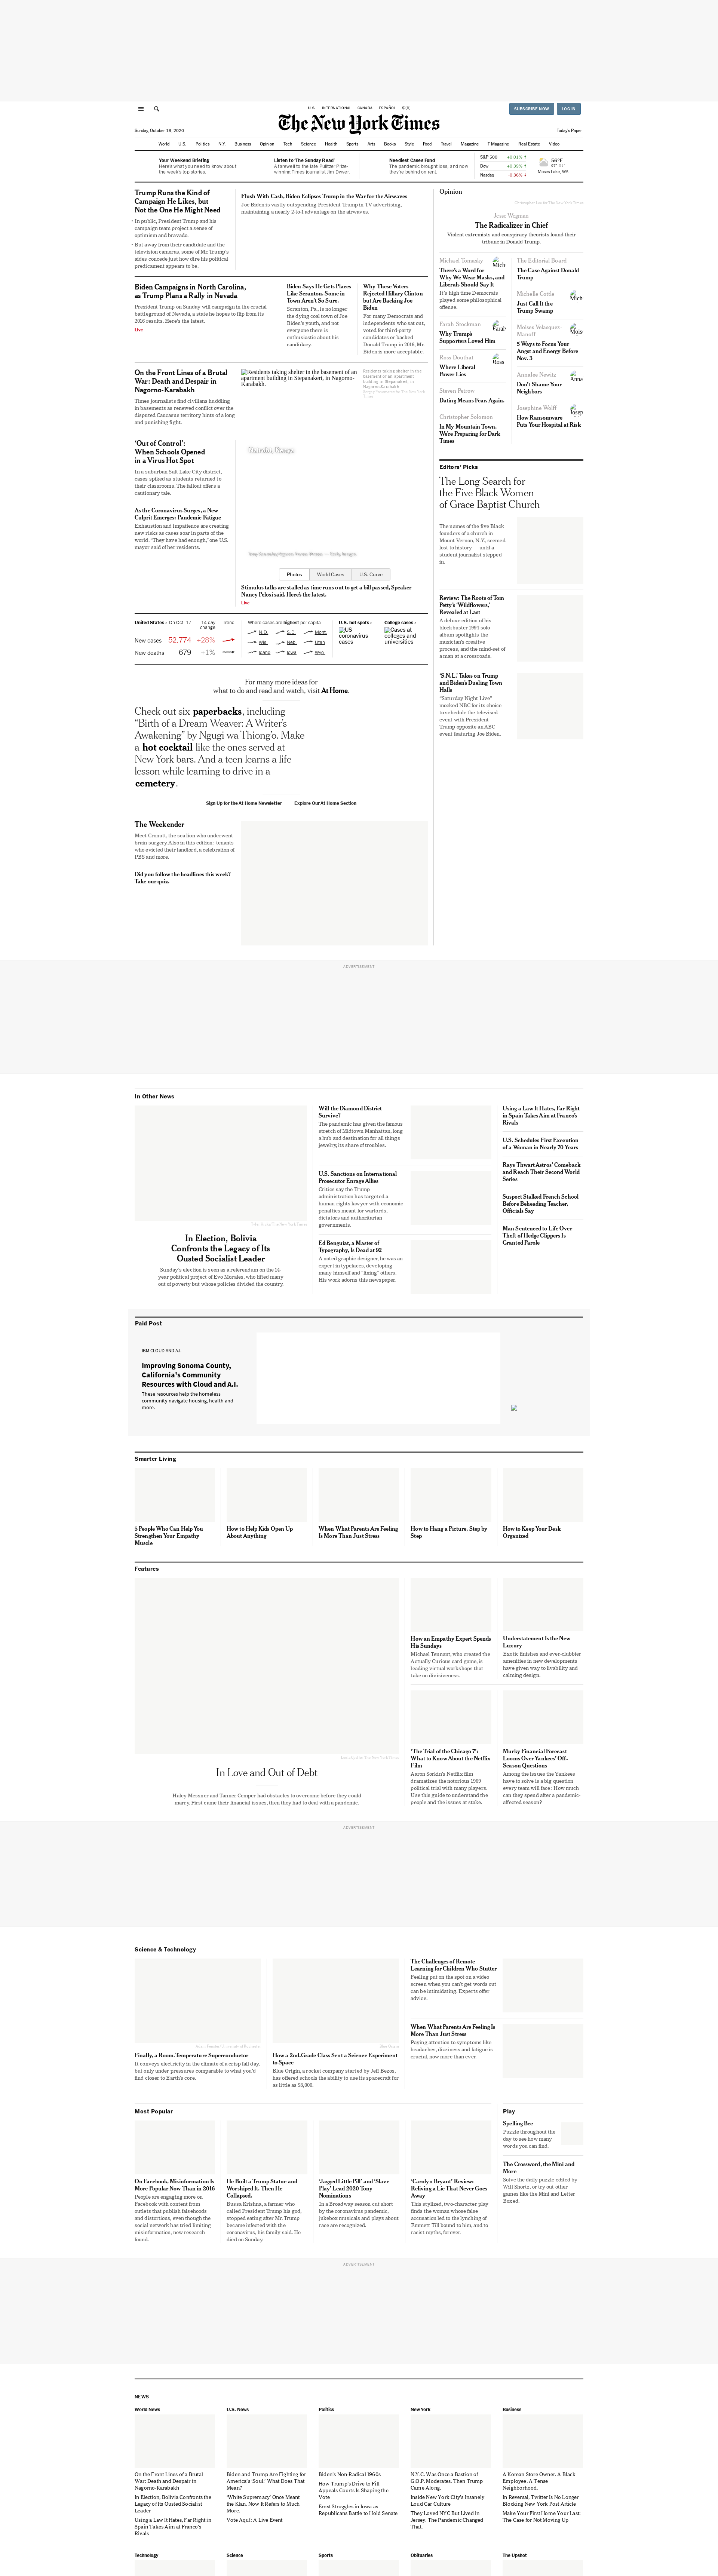 U.S. INTERNATIONAL CANADA ESPAÑOL 中文
SUBSCRIBE NOW
LOG IN
The New York Times
Sunday, October 18, 2020
Today's Paper
World U.S. Politics N.Y. Business Opinion Tech Science Health Sports Arts Books Style Food Travel Magazine T Magazine Real Estate Video
Your Weekend Briefing
Here's what you need to know about
the week's top stories.
Listen to 'The Sunday Read'
A farewell to the late Pulitzer Prize-
winning Times journalist Jim Dwyer.
Neediest Cases Fund
The pandemic brought loss, and now
they're behind on rent.
S&P 500
Dow
Nasdaq
56°F
Moses Lake, WA
Trump Runs the Kind of
Campaign He Likes, but
Not the One He Might Need
· In public, President Trump and his
campaign team project a sense of
optimism and bravado.
· But away from their candidate and the
television cameras, some of Mr. Trump's
aides concede just how dire his political
predicament appears to be.
Flush With Cash, Biden Eclipses Trump in the War for the Airwaves
Joe Biden is vastly outspending President Trump in TV advertising,
maintaining a nearly 2-to-1 advantage on the airwaves.
Biden Campaigns in North Carolina,
as Trump Plans a Rally in Nevada
President Trump on Sunday will campaign in the crucial
battleground of Nevada, a state he hopes to flip from its
2016 results. Here's the latest.
Live
Biden Says He Gets Places
Like Scranton. Some in
Town Aren't So Sure.
Scranton, Pa., is no longer
the dying coal town of Joe
Biden's youth, and not
everyone there is
enthusiastic about his
candidacy.
Why These Voters
Rejected Hillary Clinton
but Are Backing Joe
Biden
For many Democrats and
independents who sat out,
voted for third-party
candidates or backed
Donald Trump in 2016, Mr.
Biden is more acceptable.
On the Front Lines of a Brutal
War: Death and Despair in
Nagorno-Karabakh
Times journalists find civilians huddling
in basements as renewed conflict over the
disputed Caucasus territory hints of a long
and punishing fight.
Residents taking shelter in the basement of an
apartment building in Stepanakert, in Nagorno-
Karabakh.
Residents taking shelter in the
basement of an apartment
building in Stepanakert, in
Nagorno-Karabakh.
'Out of Control':
When Schools Opened
in a Virus Hot Spot
In a suburban Salt Lake City district,
cases spiked as students returned to
their classrooms. The fallout offers a
cautionary tale.
As the Coronavirus Surges, a New
Culprit Emerges: Pandemic Fatigue
Exhaustion and impatience are creating
new risks as cases soar in parts of the
world. "They have had enough," one U.S.
mayor said of her residents.
Nairobi, Kenya
Tony Karumba/Agence France-Presse — Getty Images
Photos World Cases U.S. Curve
Stimulus talks are stalled as time runs out to get a bill passed, Speaker
Nancy Pelosi said. Here's the latest.
Live
United States › On Oct. 17 14-day
change Trend
New cases 52,774 +28%
New deaths 679 +1%
Where cases are highest per capita
N.D. S.D. Mont.
Wis. Neb. Utah
Idaho Iowa Wyo.
U.S. hot spots ›
US
coronavirus
cases
College cases ›
Cases at
colleges and
universities
For many more ideas for
what to do and read and watch, visit At Home.
Check out six paperbacks, including
"Birth of a Dream Weaver: A Writer's
Awakening" by Ngugi wa Thiong'o. Make
a hot cocktail like the ones served at
New York bars. And a teen learns a life
lesson while learning to drive in a
cemetery.
Sign Up for the At Home Newsletter Explore Our At Home Section
The Weekender
Meet Cronutt, the sea lion who underwent
brain surgery. Also in this edition: tenants
who evicted their landlord, a celebration of
PBS and more.
Did you follow the headlines this week?
Take our quiz.
Opinion
Jesse Wegman
The Radicalizer in Chief
Violent extremists and conspiracy theorists found their
tribune in Donald Trump.
Michael Tomasky
There's a Word for
Why We Wear Masks, and
Liberals Should Say It
It's high time Democrats
played some philosophical
offense.
Farah Stockman
Why Trump's
Supporters Loved Him
Ross Douthat
Where Liberal
Power Lies
Steven Petrow
Dating Means Fear. Again.
Christopher Solomon
In My Mountain Town,
We're Preparing for Dark
Times
The Editorial Board
The Case Against Donald
Trump
Michelle Cottle
Just Call It the
Trump Swamp
Moises Velasquez-
Manoff
5 Ways to Focus Your
Angst and Energy Before
Nov. 3
Annalee Newitz
Don't Shame Your
Neighbors
Josephine Wolff
How Ransomware
Puts Your Hospital at Risk
Editors' Picks
The Long Search for
the Five Black Women
of Grace Baptist Church
The names of the five Black
founders of a church in
Mount Vernon, N.Y., seemed
lost to history — until a
student journalist stepped
in.
Review: The Roots of Tom
Petty's 'Wildflowers,'
Revealed at Last
A deluxe edition of his
blockbuster 1994 solo
album spotlights the
musician's creative
process, and the mind-set of
a man at a crossroads.
'S.N.L.' Takes on Trump
and Biden's Dueling Town
Halls
"Saturday Night Live"
mocked NBC for its choice
to schedule the televised
event with President
Trump opposite an ABC
event featuring Joe Biden.
ADVERTISEMENT
In Other News
In Election, Bolivia
Confronts the Legacy of Its
Ousted Socialist Leader
Sunday's election is seen as a referendum on the 14-
year political project of Evo Morales, who lifted many
out of poverty but whose policies divided the country.
Will the Diamond District
Survive?
The pandemic has given the famous
stretch of Midtown Manhattan, long
a hub and destination for all things
jewelry, its share of troubles.
U.S. Sanctions on International
Prosecutor Enrage Allies
Critics say the Trump
administration has targeted a
human rights lawyer with economic
penalties meant for warlords,
dictators and authoritarian
governments.
Ed Benguiat, a Master of
Typography, Is Dead at 92
A noted graphic designer, he was an
expert in typefaces, developing
many himself and "fixing" others.
His work adorns this newspaper.
Using a Law It Hates, Far Right
in Spain Takes Aim at Franco's
Rivals
U.S. Schedules First Execution
of a Woman in Nearly 70 Years
Rays Thwart Astros' Comeback
and Reach Their Second World
Series
Suspect Stalked French School
Before Beheading Teacher,
Officials Say
Man Sentenced to Life Over
Theft of Hedge Clippers Is
Granted Parole
Paid Post
IBM CLOUD AND A.I.
Improving Sonoma County,
California's Community
Resources with Cloud and A.I.
These resources help the homeless
community navigate housing, health and
more.
Smarter Living
5 People Who Can Help You
Strengthen Your Empathy
Muscle
How to Help Kids Open Up
About Anything
When What Parents Are Feeling
Is More Than Just Stress
How to Hang a Picture, Step by
Step
How to Keep Your Desk
Organized
Features
In Love and Out of Debt
Haley Messner and Tanner Cemper had obstacles to overcome before they could
marry. First came their financial issues, then they had to deal with a pandemic.
How an Empathy Expert Spends
His Sundays
Michael Tennant, who created the
Actually Curious card game, is
leading virtual workshops that
take on divisiveness.
Understatement Is the New
Luxury
Exotic finishes and ever-clubbier
amenities in new developments
have given way to livability and
calming design.
'The Trial of the Chicago 7':
What to Know About the Netflix
Film
Aaron Sorkin's Netflix film
dramatizes the notorious 1969
political trial with many players.
Use this guide to understand the
people and the issues at stake.
Murky Financial Forecast
Looms Over Yankees' Off-
Season Questions
Among the issues the Yankees
have to solve is a big question
every team will face: How much
can they spend after a pandemic-
affected season?
ADVERTISEMENT
Science & Technology
Finally, a Room-Temperature Superconductor
It conveys electricity in the climate of a crisp fall day,
but only under pressures comparable to what you'd
find closer to Earth's core.
How a 2nd-Grade Class Sent a Science Experiment
to Space
Blue Origin, a rocket company started by Jeff Bezos,
has offered schools the ability to use its spacecraft for
as little as $8,000.
The Challenges of Remote
Learning for Children Who Stutter
Feeling put on the spot on a video
screen when you can't get words out
can be intimidating. Experts offer
advice.
When What Parents Are Feeling Is
More Than Just Stress
Paying attention to symptoms like
headaches, dizziness and fatigue is
crucial, now more than ever.
Most Popular
On Facebook, Misinformation Is
More Popular Now Than in 2016
People are engaging more on
Facebook with content from
outlets that publish falsehoods
and distortions, even though the
social network has tried limiting
misinformation, new research
found.
He Built a Trump Statue and
Worshiped It. Then He
Collapsed.
Bussa Krishna, a farmer who
called President Trump his god,
stopped eating after Mr. Trump
became infected with the
coronavirus, his family said. He
died on Sunday.
'Jagged Little Pill' and 'Slave
Play' Lead 2020 Tony
Nominations
In a Broadway season cut short
by the coronavirus pandemic,
jukebox musicals and plays about
race are recognized.
'Carolyn Bryant' Review:
Reliving a Lie That Never Goes
Away
This stylized, two-character play
finds the woman whose false
accusation led to the lynching of
Emmett Till bound to him, and to
racist myths, forever.
Play
Spelling Bee
Puzzle throughout the
day to see how many
words you can find.
The Crossword, the Mini and
More
Solve the daily puzzle edited by
Will Shortz, or try out other
games like the Mini and Letter
Boxed.
ADVERTISEMENT
NEWS
World News
On the Front Lines of a Brutal
War: Death and Despair in
Nagorno-Karabakh
In Election, Bolivia Confronts the
Legacy of Its Ousted Socialist
Leader
Using a Law It Hates, Far Right in
Spain Takes Aim at Franco's
Rivals
U.S. News
Biden and Trump Are Fighting for
America's 'Soul.' What Does That
Mean?
'White Supremacy' Once Meant
the Klan. Now It Refers to Much
More.
Vote Aquí: A Live Event
Politics
Biden's Non-Radical 1960s
How Trump's Drive to Fill
Appeals Courts Is Shaping the
Vote
Ernst Struggles in Iowa as
Republicans Battle to Hold Senate
New York
N.Y.C. Was Once a Bastion of
G.O.P. Moderates. Then Trump
Came Along.
Inside New York City's Insanely
Loud Car Culture
They Loved NYC But Lived in
Jersey. The Pandemic Changed
That.
Business
A Korean Store Owner. A Black
Employee. A Tense
Neighborhood.
In Reversal, Twitter Is No Longer
Blocking New York Post Article
Make Your First Home Your Last:
The Case for Not Moving Up
Technology Science Sports Obituaries The Upshot